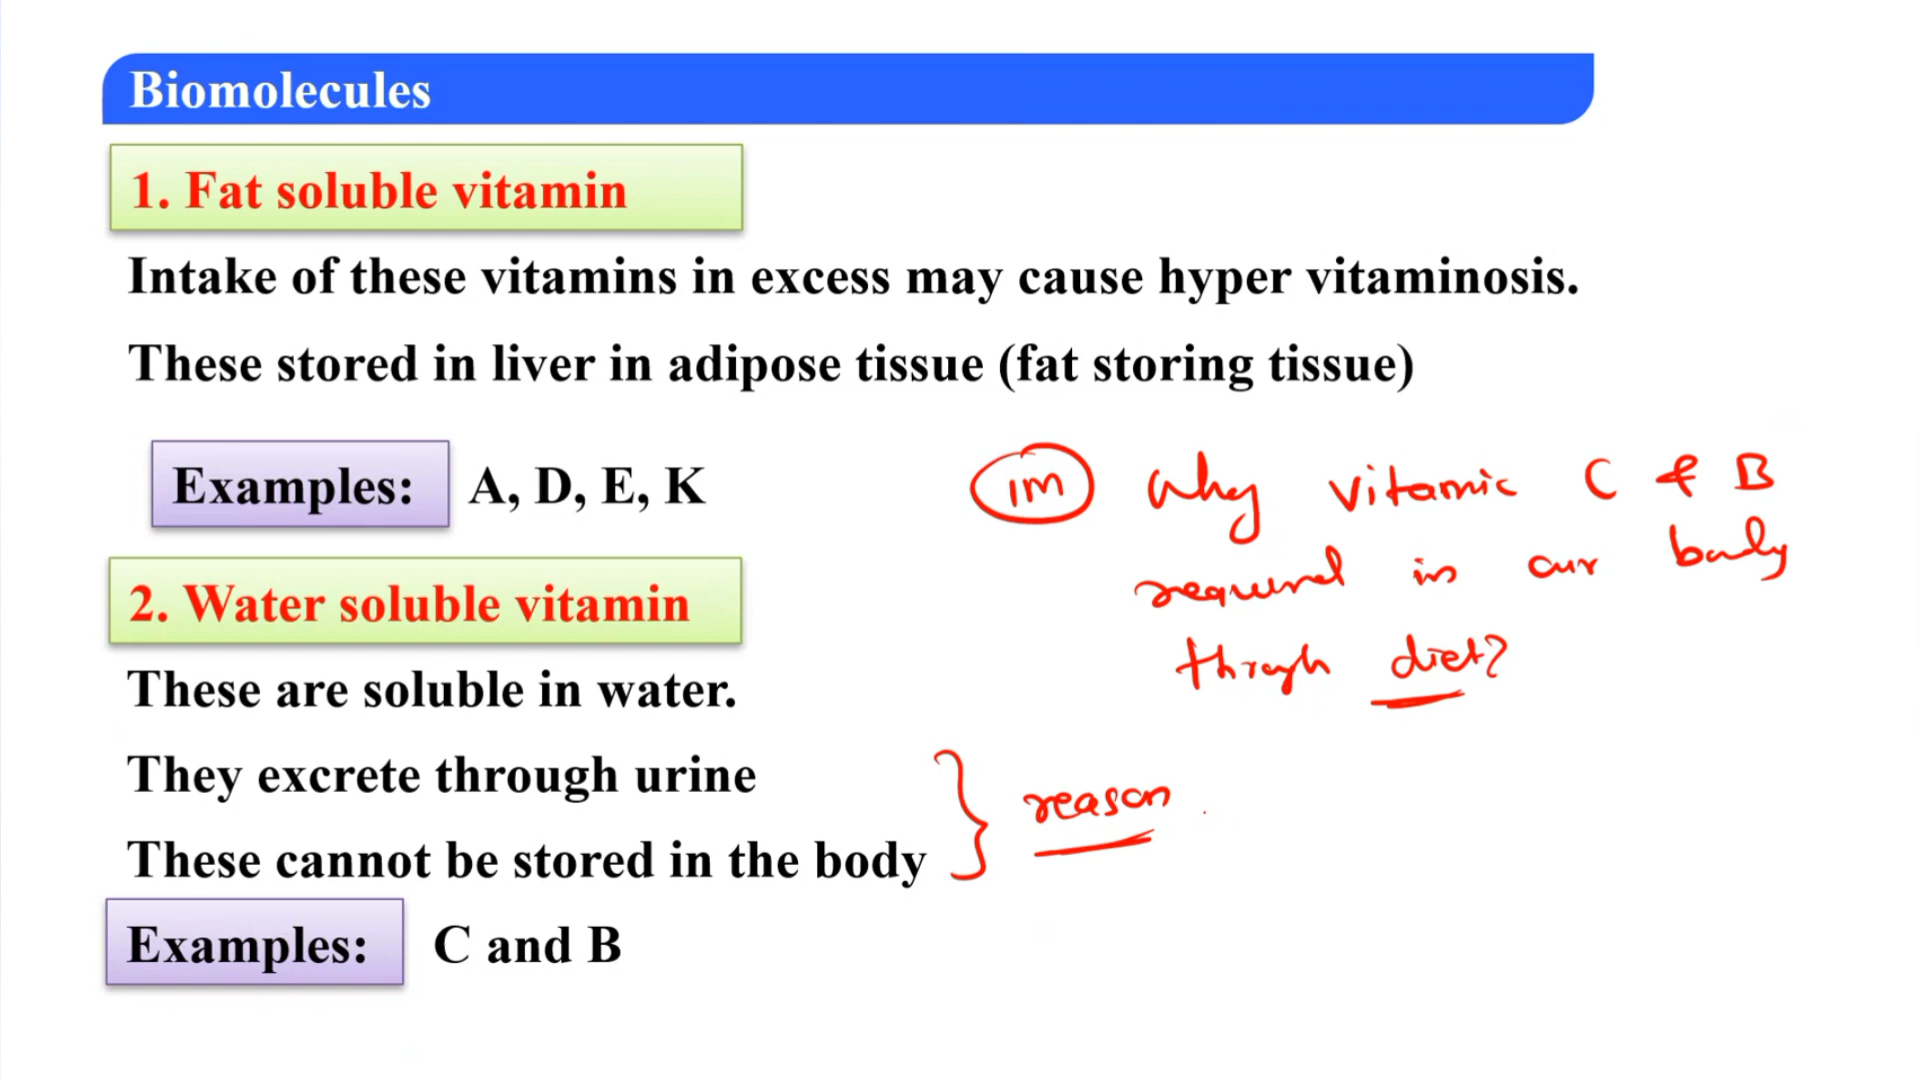 Biomolecules
1. Fat soluble vitamin
Intake of these vitamins in excess may cause hyper vitaminosis.
These stored in liver in adipose tissue (fat storing tissue)
Examples: A, D, E, K
1M Why vitamic C & B
required in our body
through diet?
2. Water soluble vitamin
These are soluble in water.
They excrete through urine
These cannot be stored in the body
reason
Examples: C and B